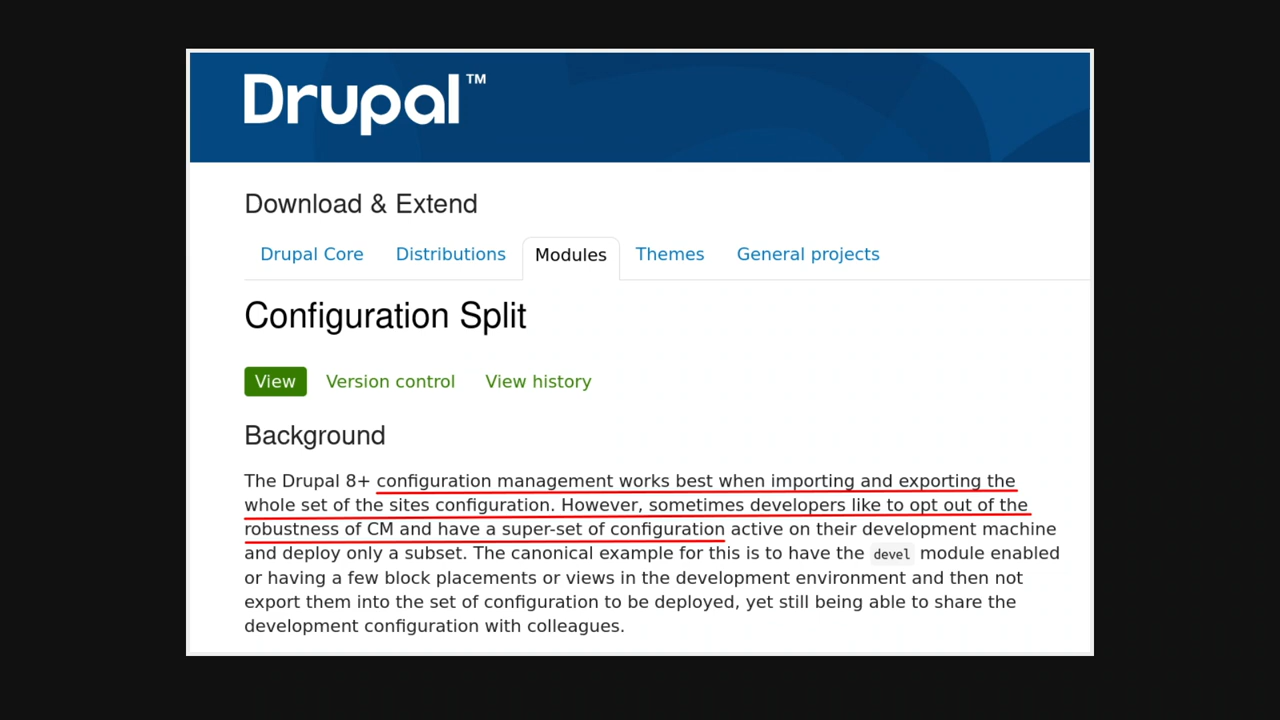 Drupal™
Download & Extend
Drupal Core Distributions Modules Themes General projects
Configuration Split
View Version control View history
Background
The Drupal 8+ configuration management works best when importing and exporting the
whole set of the sites configuration. However, sometimes developers like to opt out of the
robustness of CM and have a super-set of configuration active on their development machine
and deploy only a subset. The canonical example for this is to have the devel module enabled
or having a few block placements or views in the development environment and then not
export them into the set of configuration to be deployed, yet still being able to share the
development configuration with colleagues.